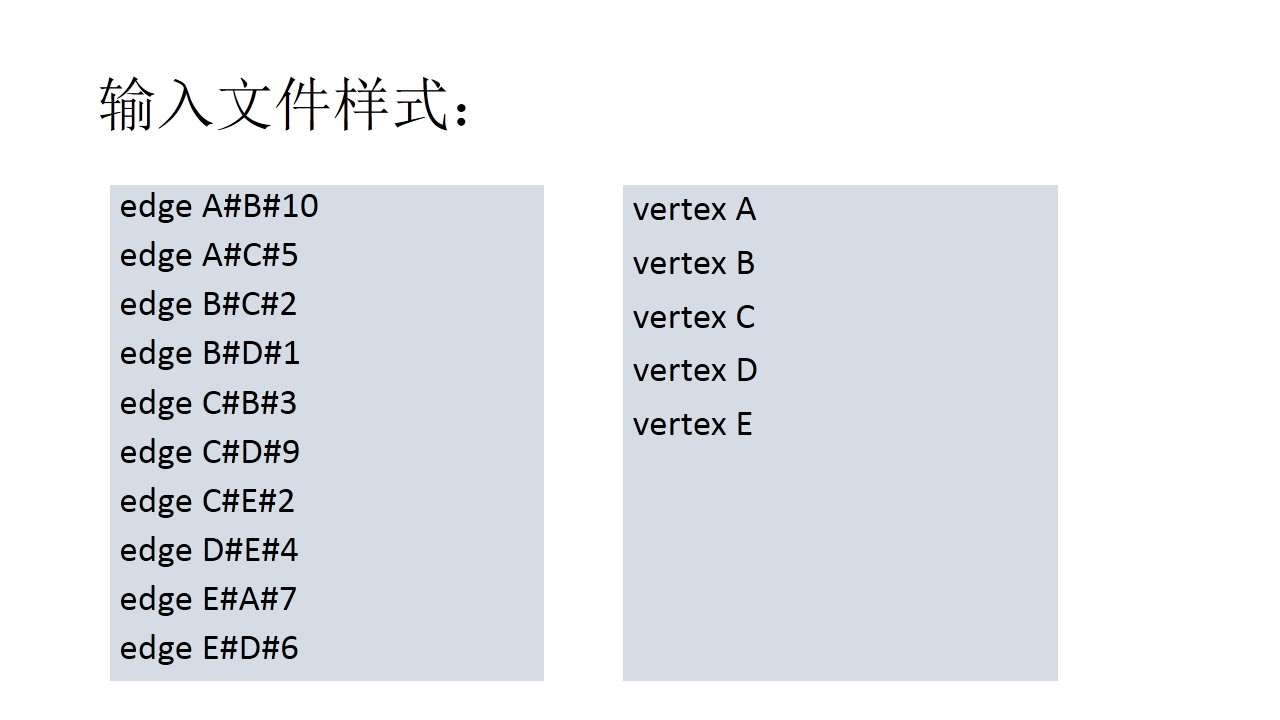 输入文件样式：
edge A#B#10
edge A#C#5
edge B#C#2
edge B#D#1
edge C#B#3
edge C#D#9
edge C#E#2
edge D#E#4
edge E#A#7
edge E#D#6
vertex A
vertex B
vertex C
vertex D
vertex E